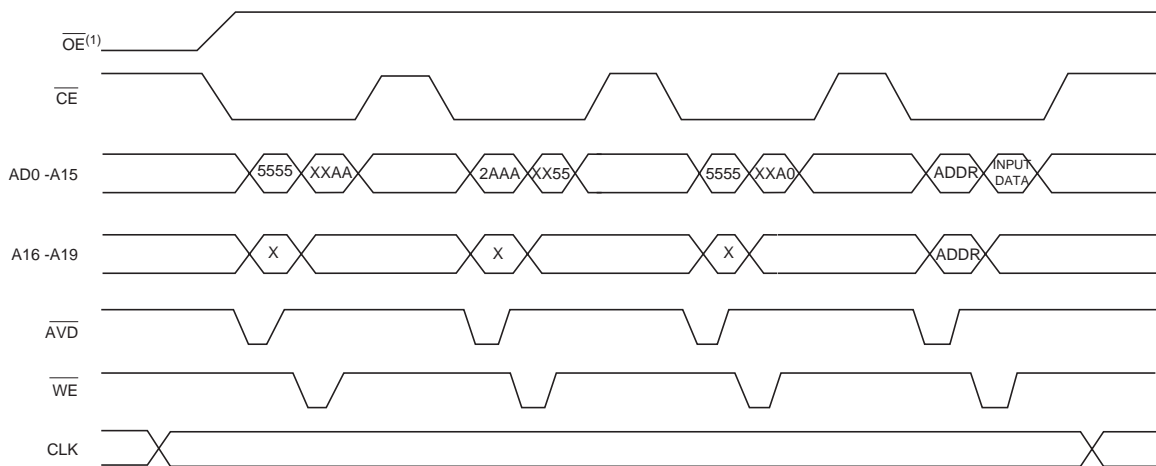 OE(1)
CE
AD0 -A15 5555 XXAA 2AAA XX55 5555 XXA0 ADDR INPUT DATA
A16 -A19 X X X ADDR
AVD
WE
CLK